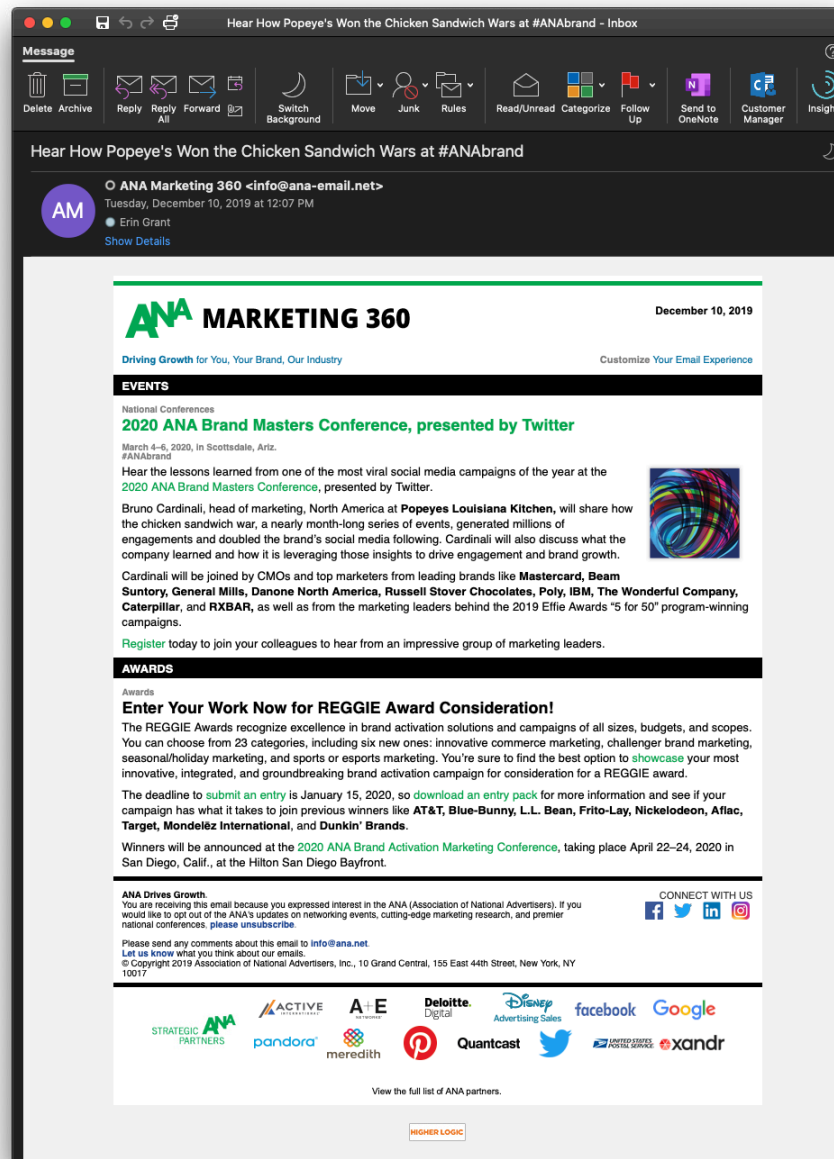 Hear How Popeye's Won the Chicken Sandwich Wars at #ANAbrand - Inbox
Message
Delete Archive Reply Reply All Forward Switch Background Move Junk Rules Read/Unread Categorize Follow Up Send to OneNote Customer Manager
Hear How Popeye's Won the Chicken Sandwich Wars at #ANAbrand
AM
ANA Marketing 360 <info@ana-email.net>
Tuesday, December 10, 2019 at 12:07 PM
Erin Grant
Show Details
ANA MARKETING 360
December 10, 2019
Driving Growth for You, Your Brand, Our Industry
Customize Your Email Experience
EVENTS
National Conferences
2020 ANA Brand Masters Conference, presented by Twitter
March 4–6, 2020, in Scottsdale, Ariz.
#ANAbrand
Hear the lessons learned from one of the most viral social media campaigns of the year at the
2020 ANA Brand Masters Conference, presented by Twitter.
Bruno Cardinali, head of marketing, North America at Popeyes Louisiana Kitchen, will share how
the chicken sandwich war, a nearly month-long series of events, generated millions of
engagements and doubled the brand's social media following. Cardinali will also discuss what the
company learned and how it is leveraging those insights to drive engagement and brand growth.
Cardinali will be joined by CMOs and top marketers from leading brands like Mastercard, Beam
Suntory, General Mills, Danone North America, Russell Stover Chocolates, Poly, IBM, The Wonderful Company,
Caterpillar, and RXBAR, as well as from the marketing leaders behind the 2019 Effie Awards “5 for 50” program-winning
campaigns.
Register today to join your colleagues to hear from an impressive group of marketing leaders.
AWARDS
Awards
Enter Your Work Now for REGGIE Award Consideration!
The REGGIE Awards recognize excellence in brand activation solutions and campaigns of all sizes, budgets, and scopes.
You can choose from 23 categories, including six new ones: innovative commerce marketing, challenger brand marketing,
seasonal/holiday marketing, and sports or esports marketing. You're sure to find the best option to showcase your most
innovative, integrated, and groundbreaking brand activation campaign for consideration for a REGGIE award.
The deadline to submit an entry is January 15, 2020, so download an entry pack for more information and see if your
campaign has what it takes to join previous winners like AT&T, Blue-Bunny, L.L. Bean, Frito-Lay, Nickelodeon, Aflac,
Target, Mondelēz International, and Dunkin' Brands.
Winners will be announced at the 2020 ANA Brand Activation Marketing Conference, taking place April 22–24, 2020 in
San Diego, Calif., at the Hilton San Diego Bayfront.
ANA Drives Growth.
You are receiving this email because you expressed interest in the ANA (Association of National Advertisers). If you
would like to opt out of the ANA's updates on networking events, cutting-edge marketing research, and premier
national conferences, please unsubscribe.
CONNECT WITH US
Please send any comments about this email to info@ana.net.
Let us know what you think about our emails.
© Copyright 2019 Association of National Advertisers, Inc., 10 Grand Central, 155 East 44th Street, New York, NY
10017
STRATEGIC ANA PARTNERS
ACTIVE INTERNATIONAL
A+E NETWORKS
Deloitte. Digital
Disney Advertising Sales
facebook
Google
pandora
meredith
Quantcast
UNITED STATES POSTAL SERVICE
xandr
View the full list of ANA partners.
HIGHER LOGIC